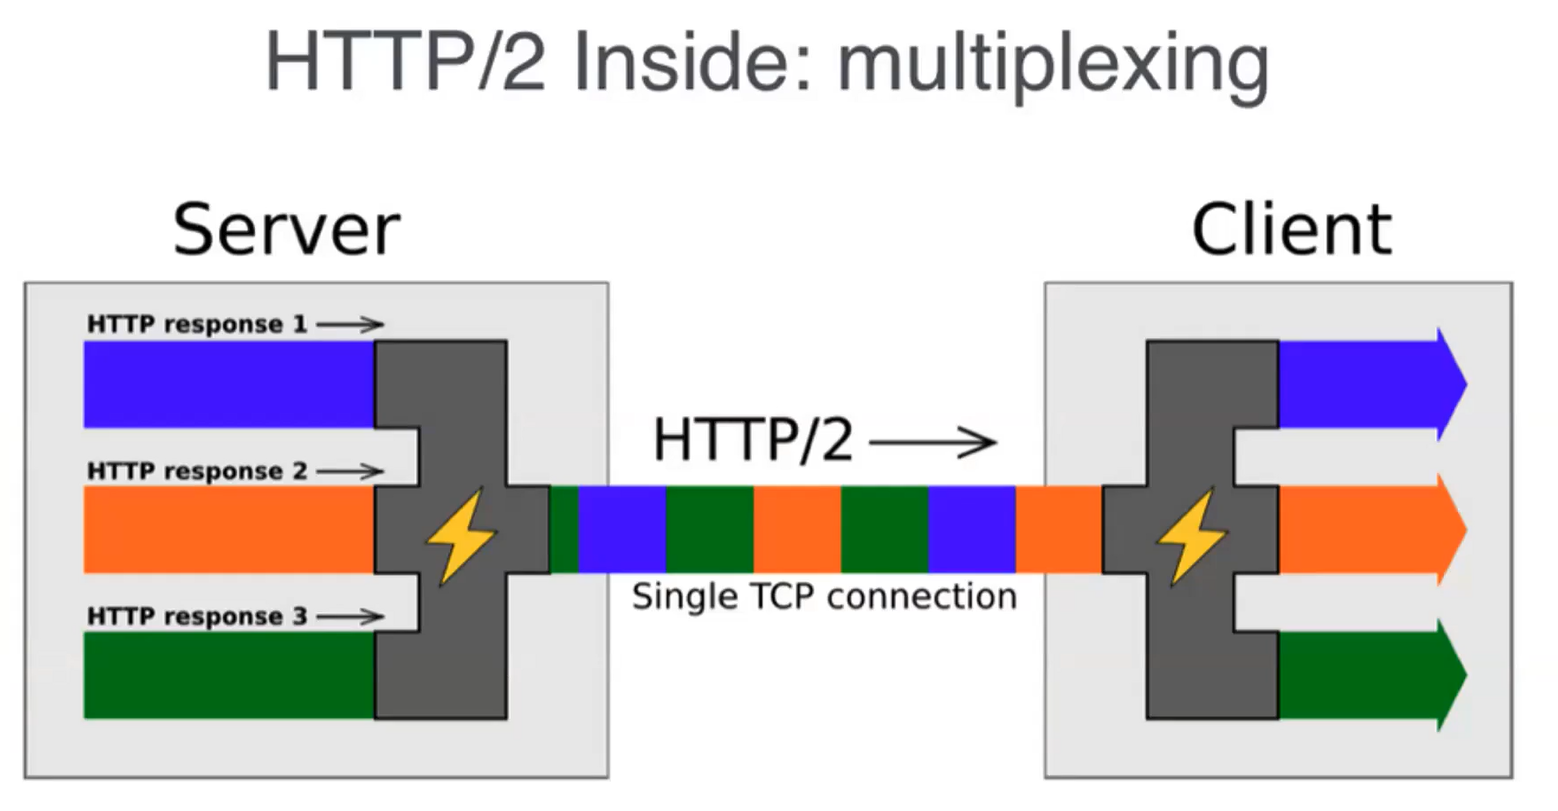 HTTP/2 Inside: multiplexing
Server
Client
HTTP response 1
HTTP response 2
HTTP/2
HTTP response 3
Single TCP connection